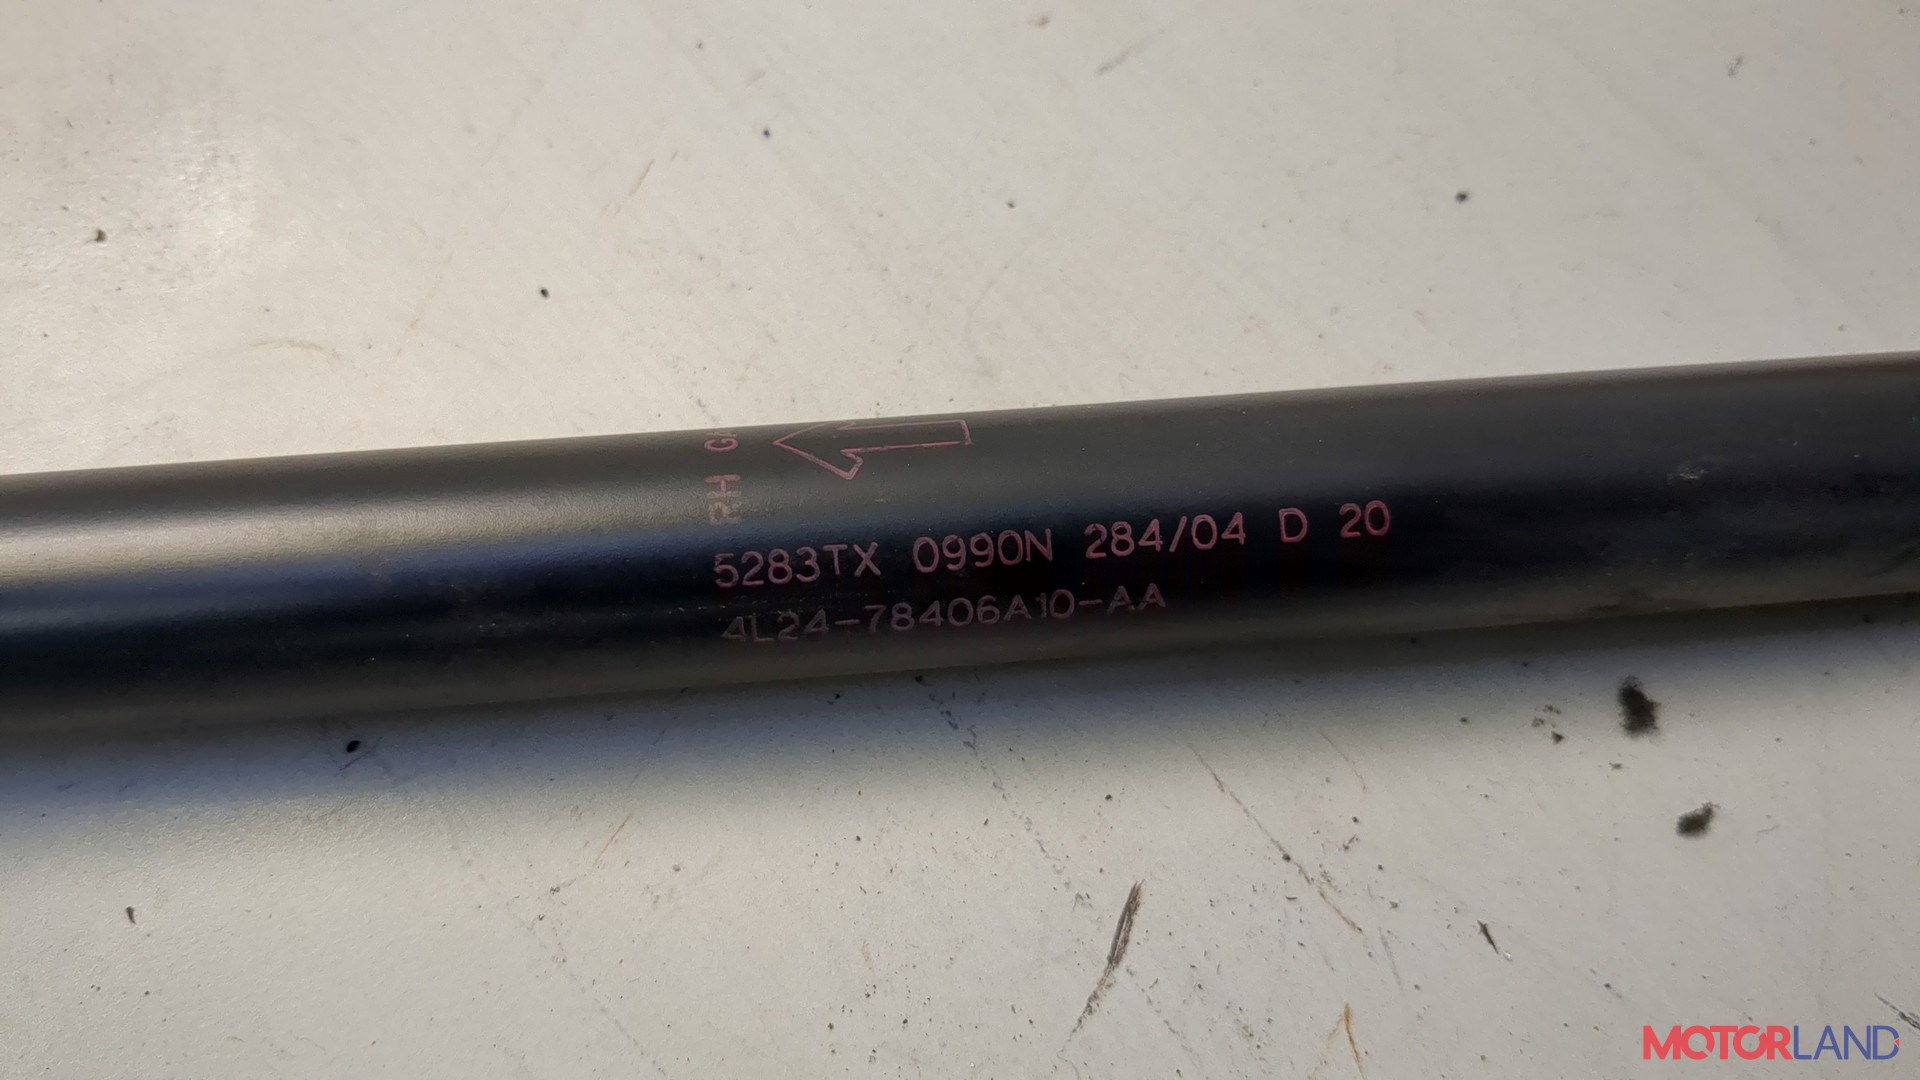 RH
5283TX 0990N 284/04 D 20
4L24-78406A10-AA
MOTORLAND